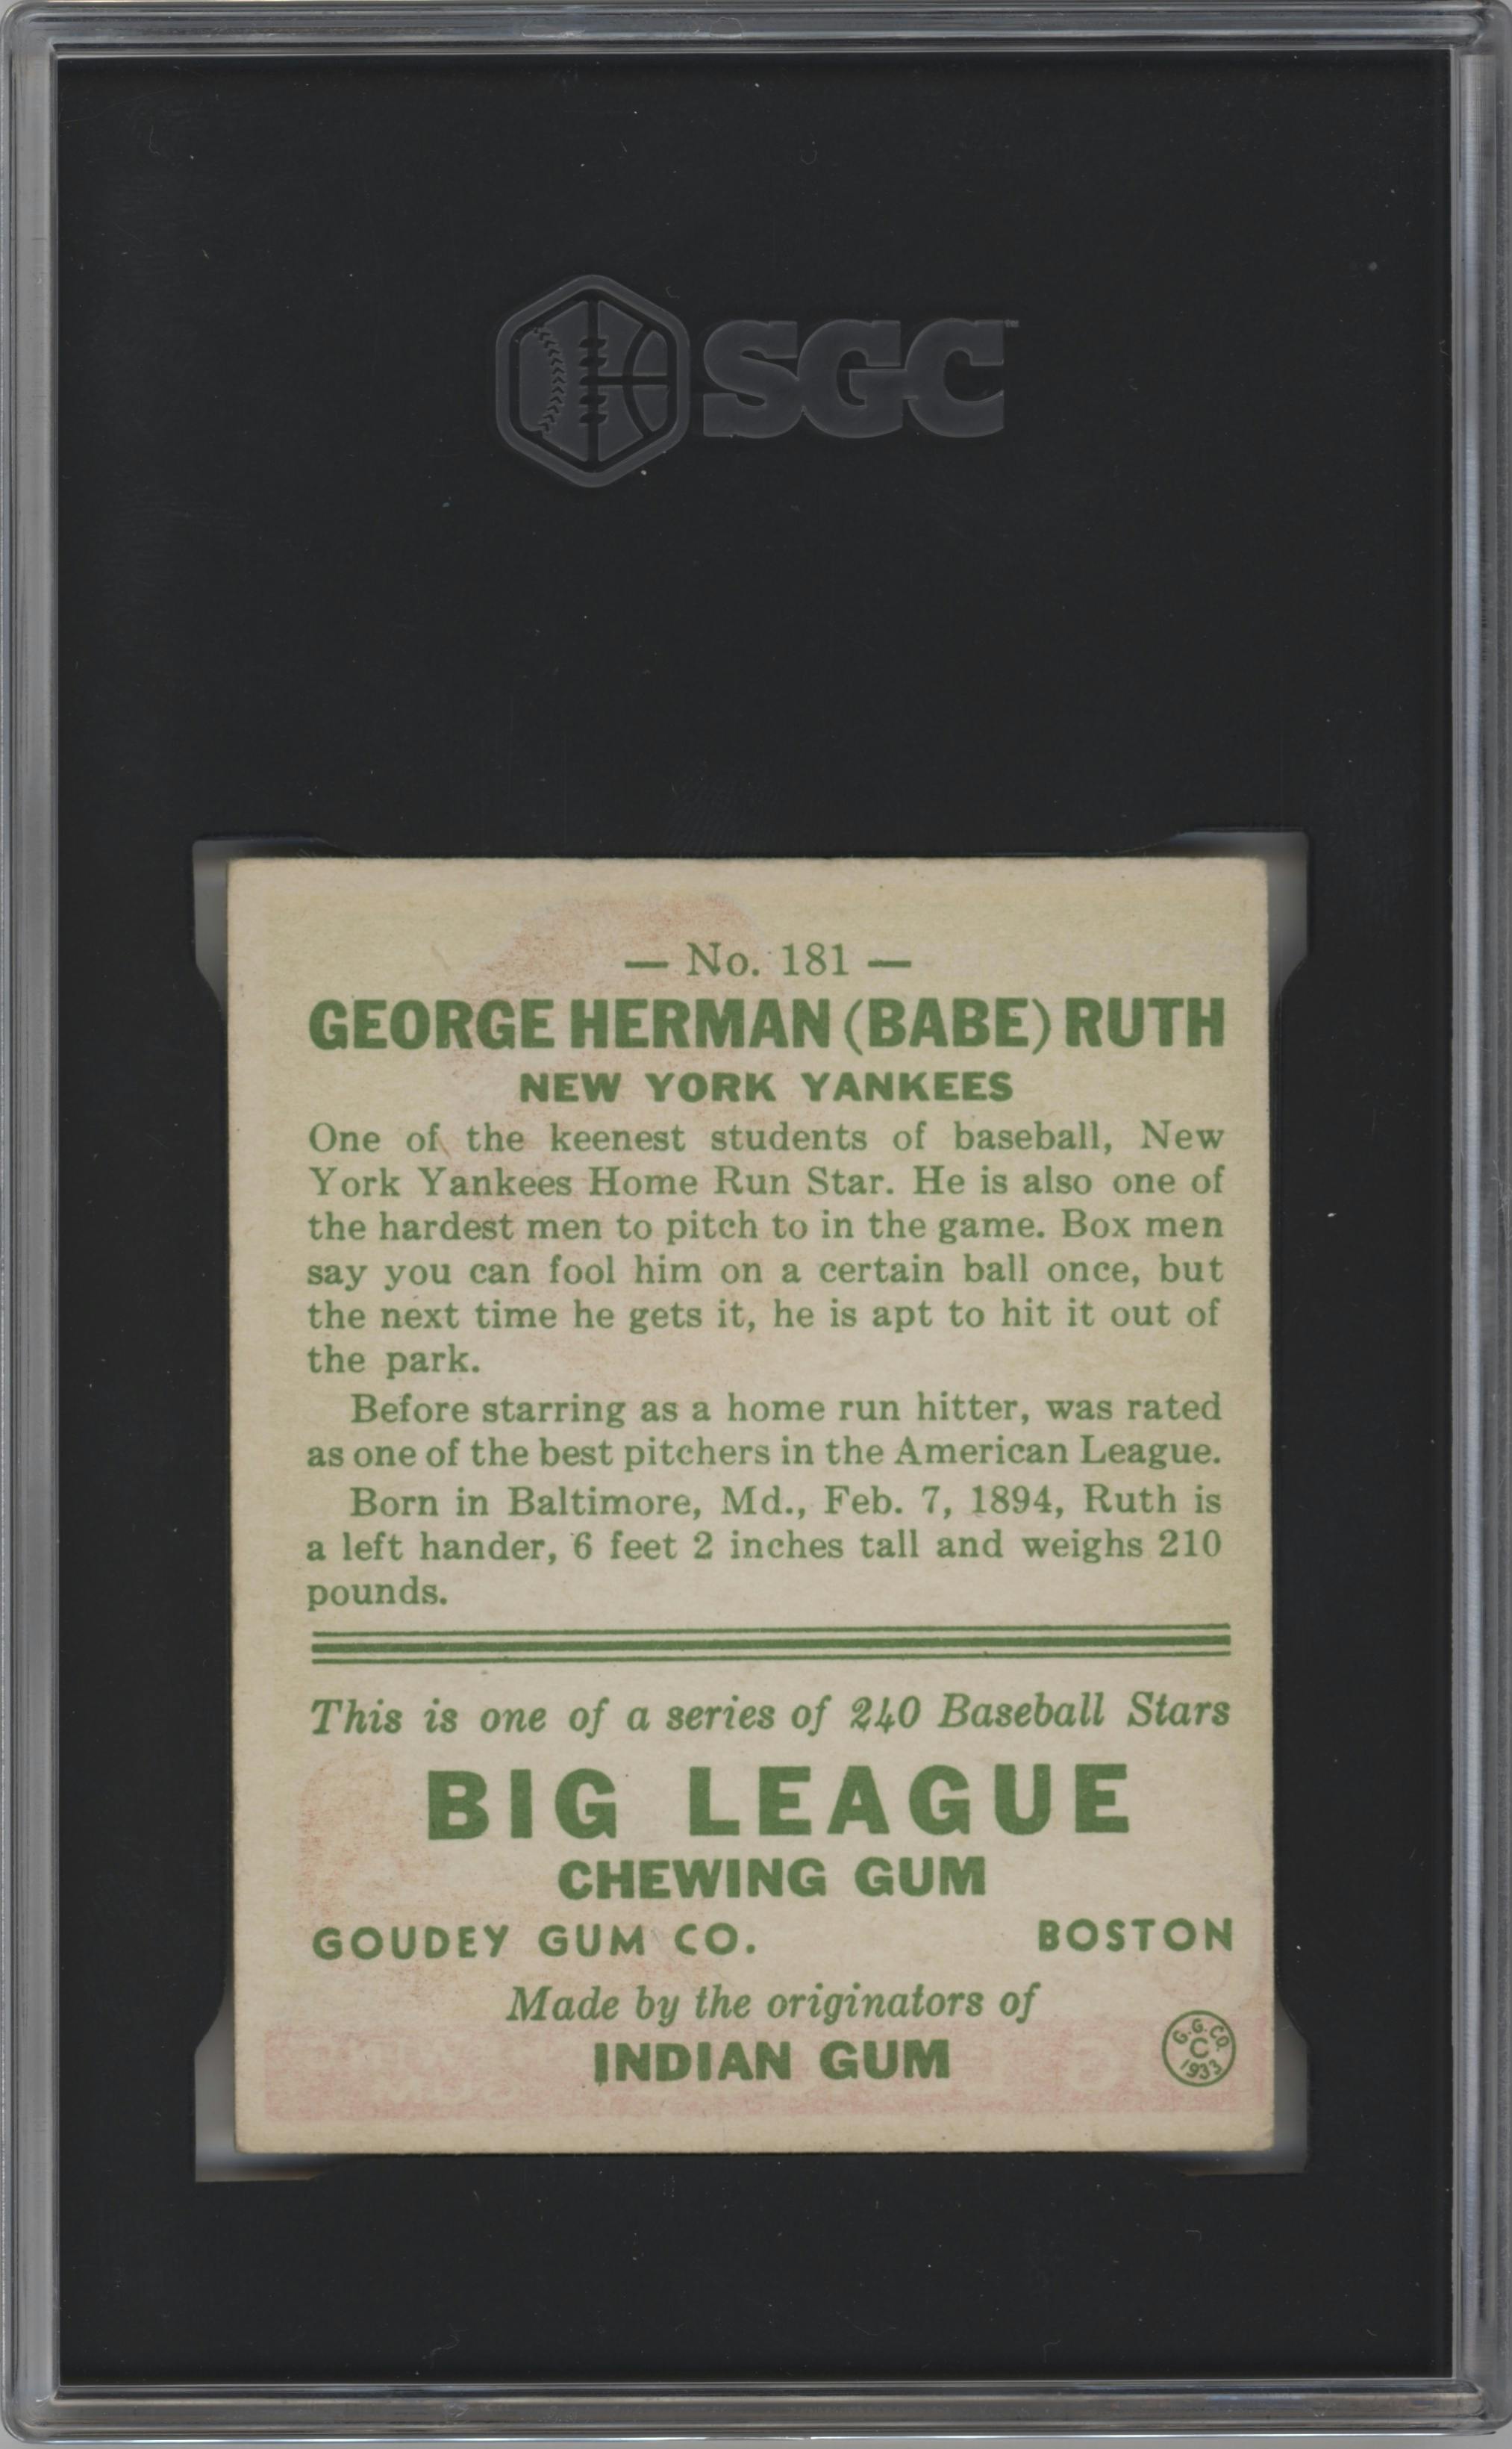 SGC
— No. 181 —
GEORGE HERMAN (BABE) RUTH
NEW YORK YANKEES
One of the keenest students of baseball, New
York Yankees Home Run Star. He is also one of
the hardest men to pitch to in the game. Box men
say you can fool him on a certain ball once, but
the next time he gets it, he is apt to hit it out of
the park.
Before starring as a home run hitter, was rated
as one of the best pitchers in the American League.
Born in Baltimore, Md., Feb. 7, 1894, Ruth is
a left hander, 6 feet 2 inches tall and weighs 210
pounds.
This is one of a series of 240 Baseball Stars
BIG LEAGUE
CHEWING GUM
GOUDEY GUM CO. BOSTON
Made by the originators of
INDIAN GUM
G. G. CO.
C
1933